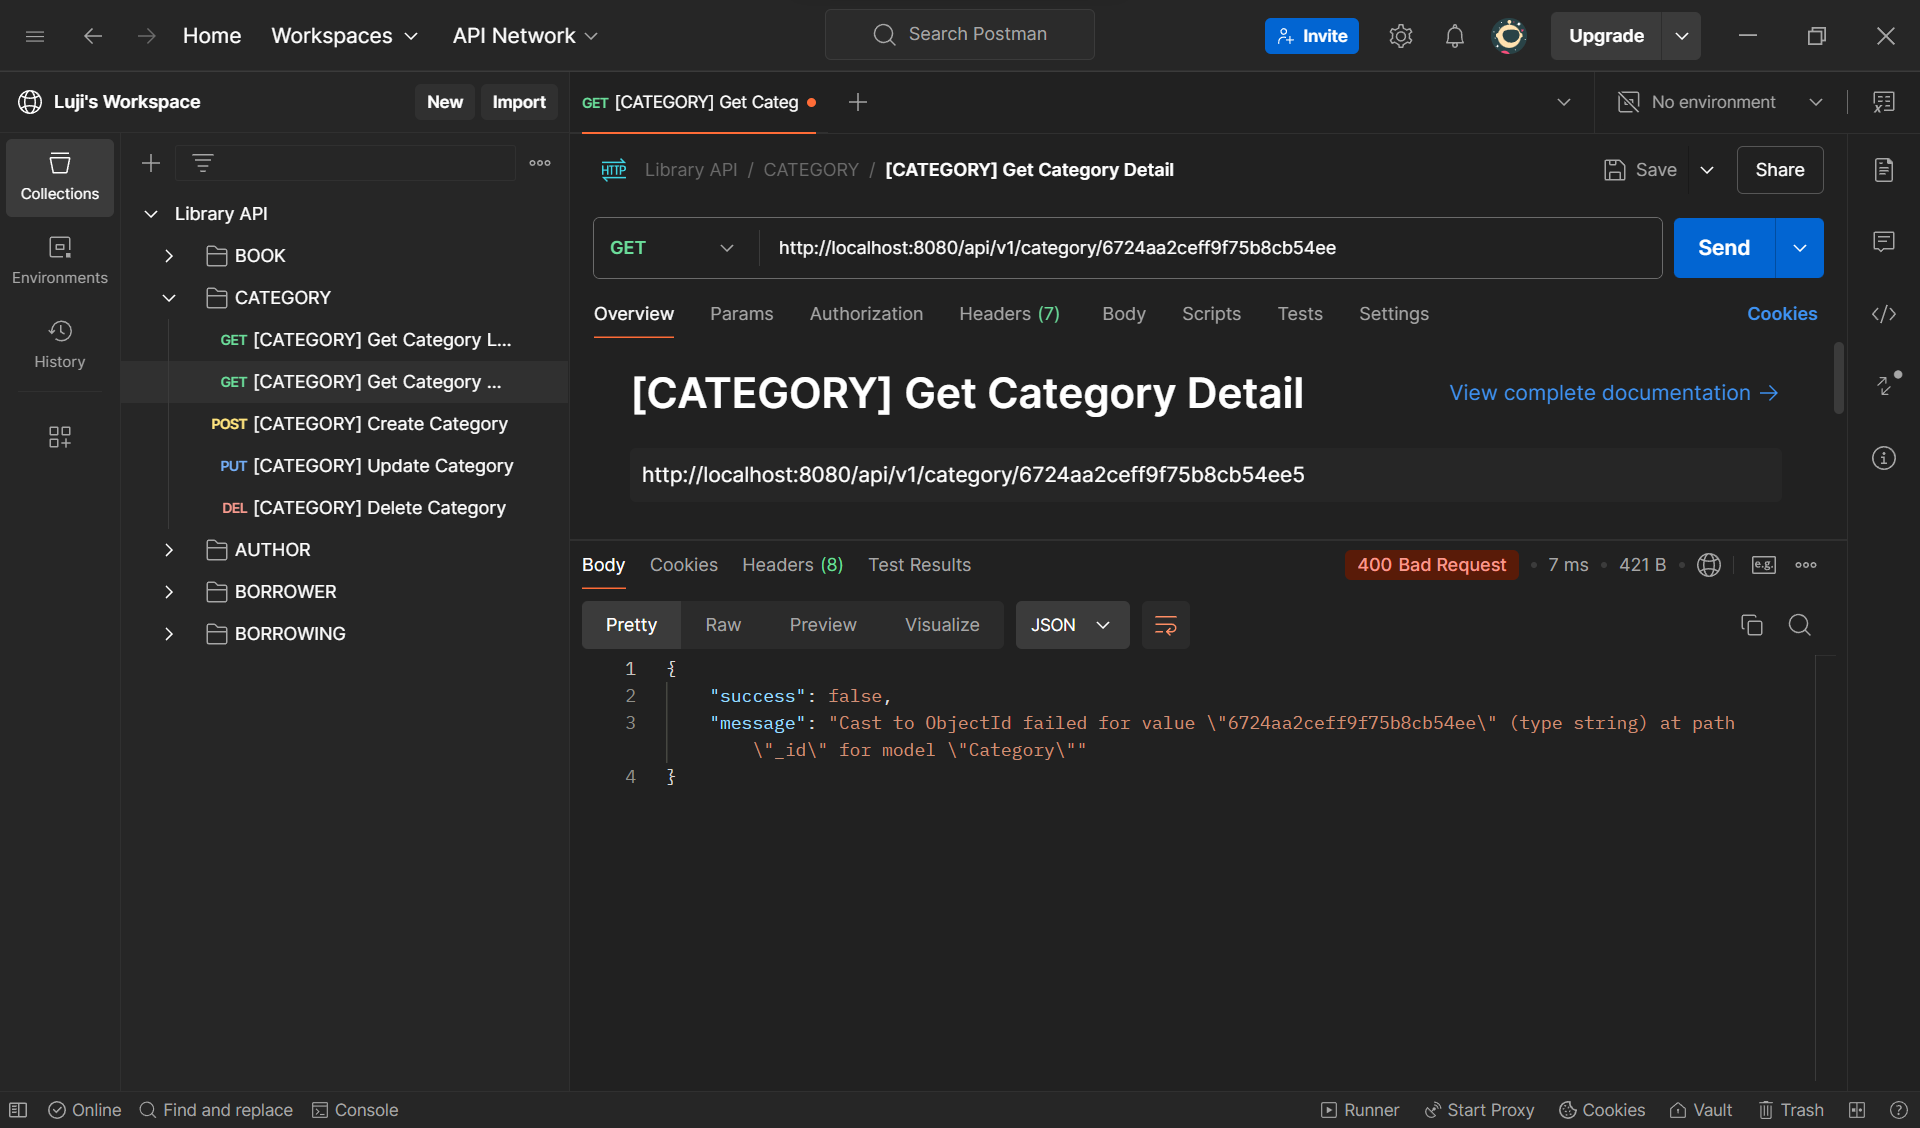 Home
Workspaces
API Network
Search Postman
Invite
Upgrade
Luji's Workspace
New
Import
GET [CATEGORY] Get Categ
No environment
Collections
Environments
History
Library API
BOOK
CATEGORY
GET [CATEGORY] Get Category L...
GET [CATEGORY] Get Category ...
POST [CATEGORY] Create Category
PUT [CATEGORY] Update Category
DEL [CATEGORY] Delete Category
AUTHOR
BORROWER
BORROWING
HTTP Library API / CATEGORY / [CATEGORY] Get Category Detail
Save
Share
GET
http://localhost:8080/api/v1/category/6724aa2ceff9f75b8cb54ee
Send
Overview Params Authorization Headers (7) Body Scripts Tests Settings
Cookies
[CATEGORY] Get Category Detail
View complete documentation →
http://localhost:8080/api/v1/category/6724aa2ceff9f75b8cb54ee5
Body Cookies Headers (8) Test Results
400 Bad Request • 7 ms • 421 B
e.g.
Pretty Raw Preview Visualize
JSON
1 {
2 "success": false,
3 "message": "Cast to ObjectId failed for value \"6724aa2ceff9f75b8cb54ee\" (type string) at path
\"_id\" for model \"Category\""
4 }
Online
Find and replace
Console
Runner
Start Proxy
Cookies
Vault
Trash